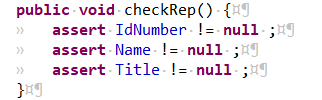 public void checkRep() {
    assert IdNumber != null ;
    assert Name != null ;
    assert Title != null ;
}